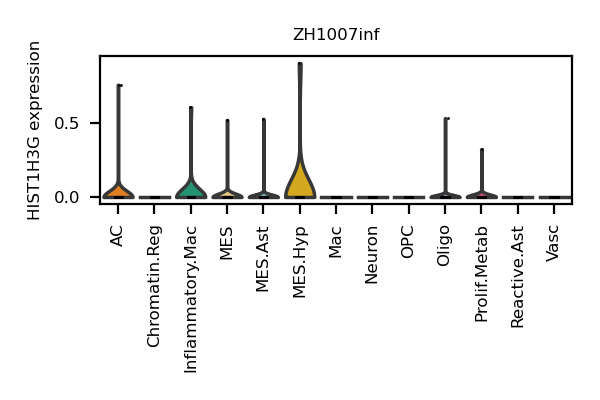 ZH1007inf
HIST1H3G expression
0.5
0.0
AC
Chromatin.Reg
Inflammatory.Mac
MES
MES.Ast
MES.Hyp
Mac
Neuron
OPC
Oligo
Prolif.Metab
Reactive.Ast
Vasc